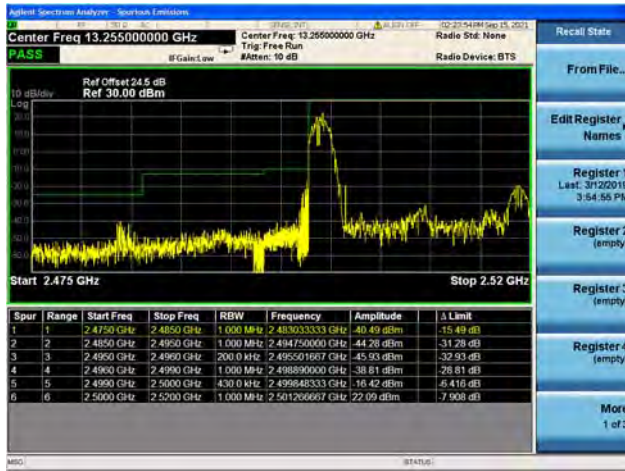 Agilent Spectrum Analyzer - Spurious Emissions
Center Freq 13.255000000 GHz
Center Freq: 13.255000000 GHz
Trig: Free Run
#Atten: 10 dB
IFGain:Low
PASS
ALIGN OFF
02:23:54 PM Sep 15, 2021
Radio Std: None
Radio Device: BTS
Ref Offset 24.5 dB
10 dB/div
Ref 30.00 dBm
Log
Start 2.475 GHz
Stop 2.52 GHz
Spur Range Start Freq Stop Freq RBW Frequency Amplitude Δ Limit
1 1 2.4750 GHz 2.4850 GHz 1.000 MHz 2.483033333 GHz -40.49 dBm -15.49 dB
2 2 2.4850 GHz 2.4950 GHz 1.000 MHz 2.494750000 GHz -44.28 dBm -31.28 dB
3 3 2.4950 GHz 2.4960 GHz 200.0 kHz 2.495501667 GHz -45.93 dBm -32.93 dB
4 4 2.4960 GHz 2.4990 GHz 1.000 MHz 2.498890000 GHz -38.81 dBm -28.81 dB
5 5 2.4990 GHz 2.5000 GHz 430.0 kHz 2.499848333 GHz -16.42 dBm -6.416 dB
6 6 2.5000 GHz 2.5200 GHz 1.000 MHz 2.501266667 GHz 22.09 dBm -7.908 dB
MSG
STATUS
Recall State
From File..
Edit Register
Names
Register 1
Last: 3/12/2019
3:54:55 PM
Register 2
(empty
Register 3
(empty
Register 4
(empty
More
1 of